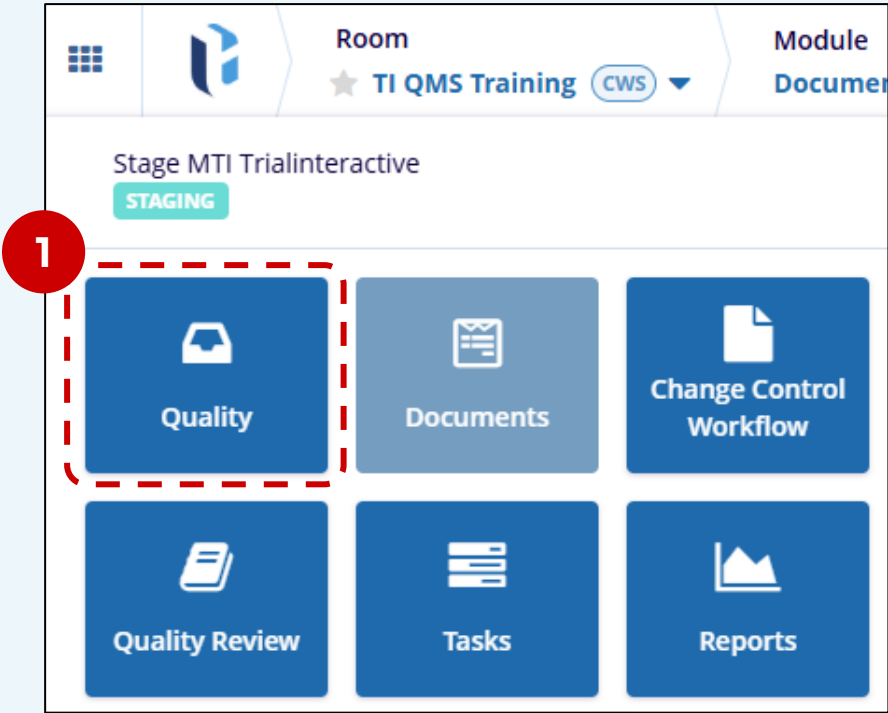 Room
Module
TI QMS Training
CWS
Documen
Stage MTI Trialinteractive
STAGING
1
Quality
Documents
Change Control
Workflow
Quality Review
Tasks
Reports